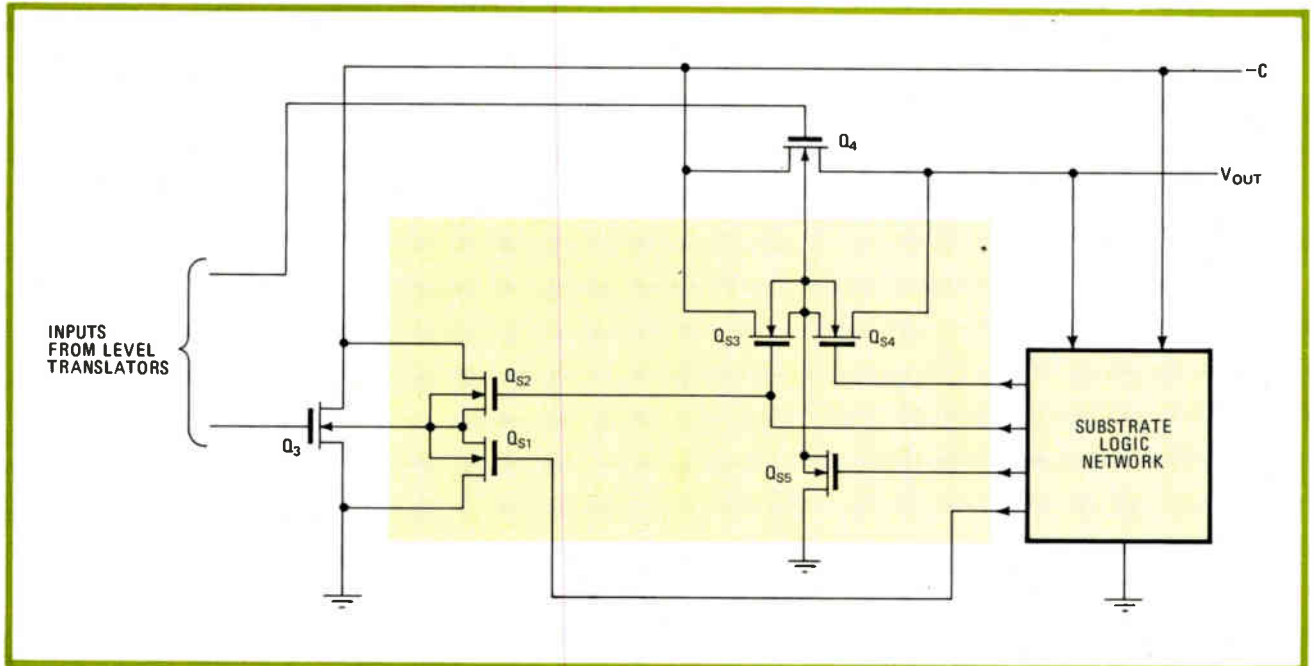 –C
Q4
VOUT
INPUTS
FROM LEVEL
TRANSLATORS
QS3
QS4
QS2
QS1
Q3
QS5
SUBSTRATE
LOGIC
NETWORK